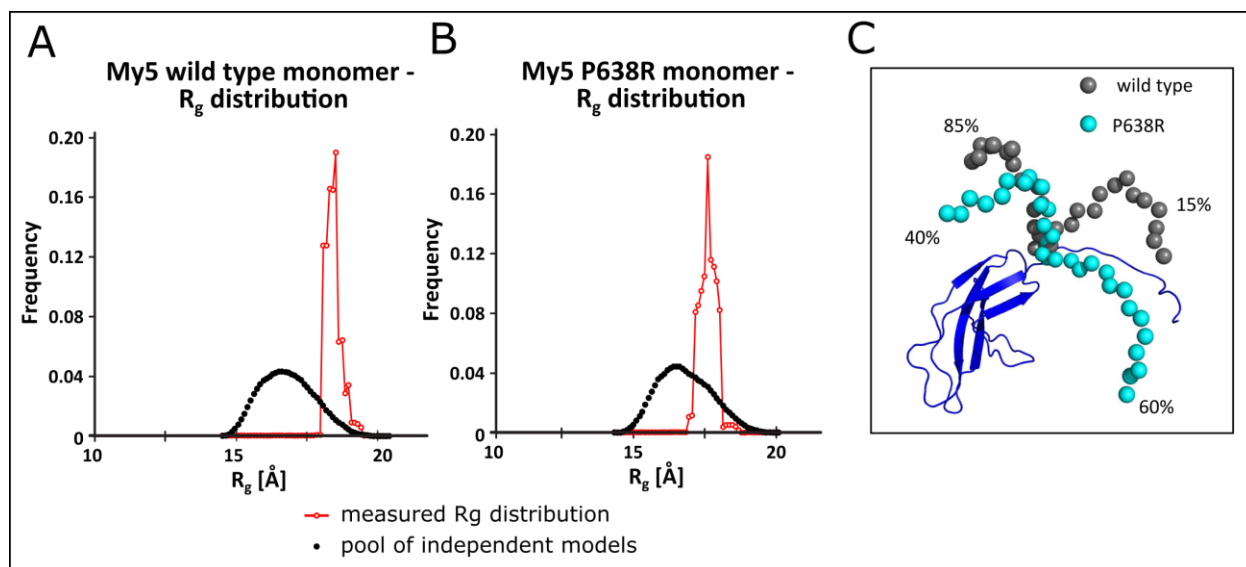 A
My5 wild type monomer -
Rg distribution
Frequency
0.20
0.16
0.12
0.08
0.04
0
10
15
20
Rg [Å]
B
My5 P638R monomer -
Rg distribution
Frequency
0.20
0.16
0.12
0.08
0.04
0
10
15
20
Rg [Å]
measured Rg distribution
pool of independent models
C
wild type
P638R
85%
15%
40%
60%